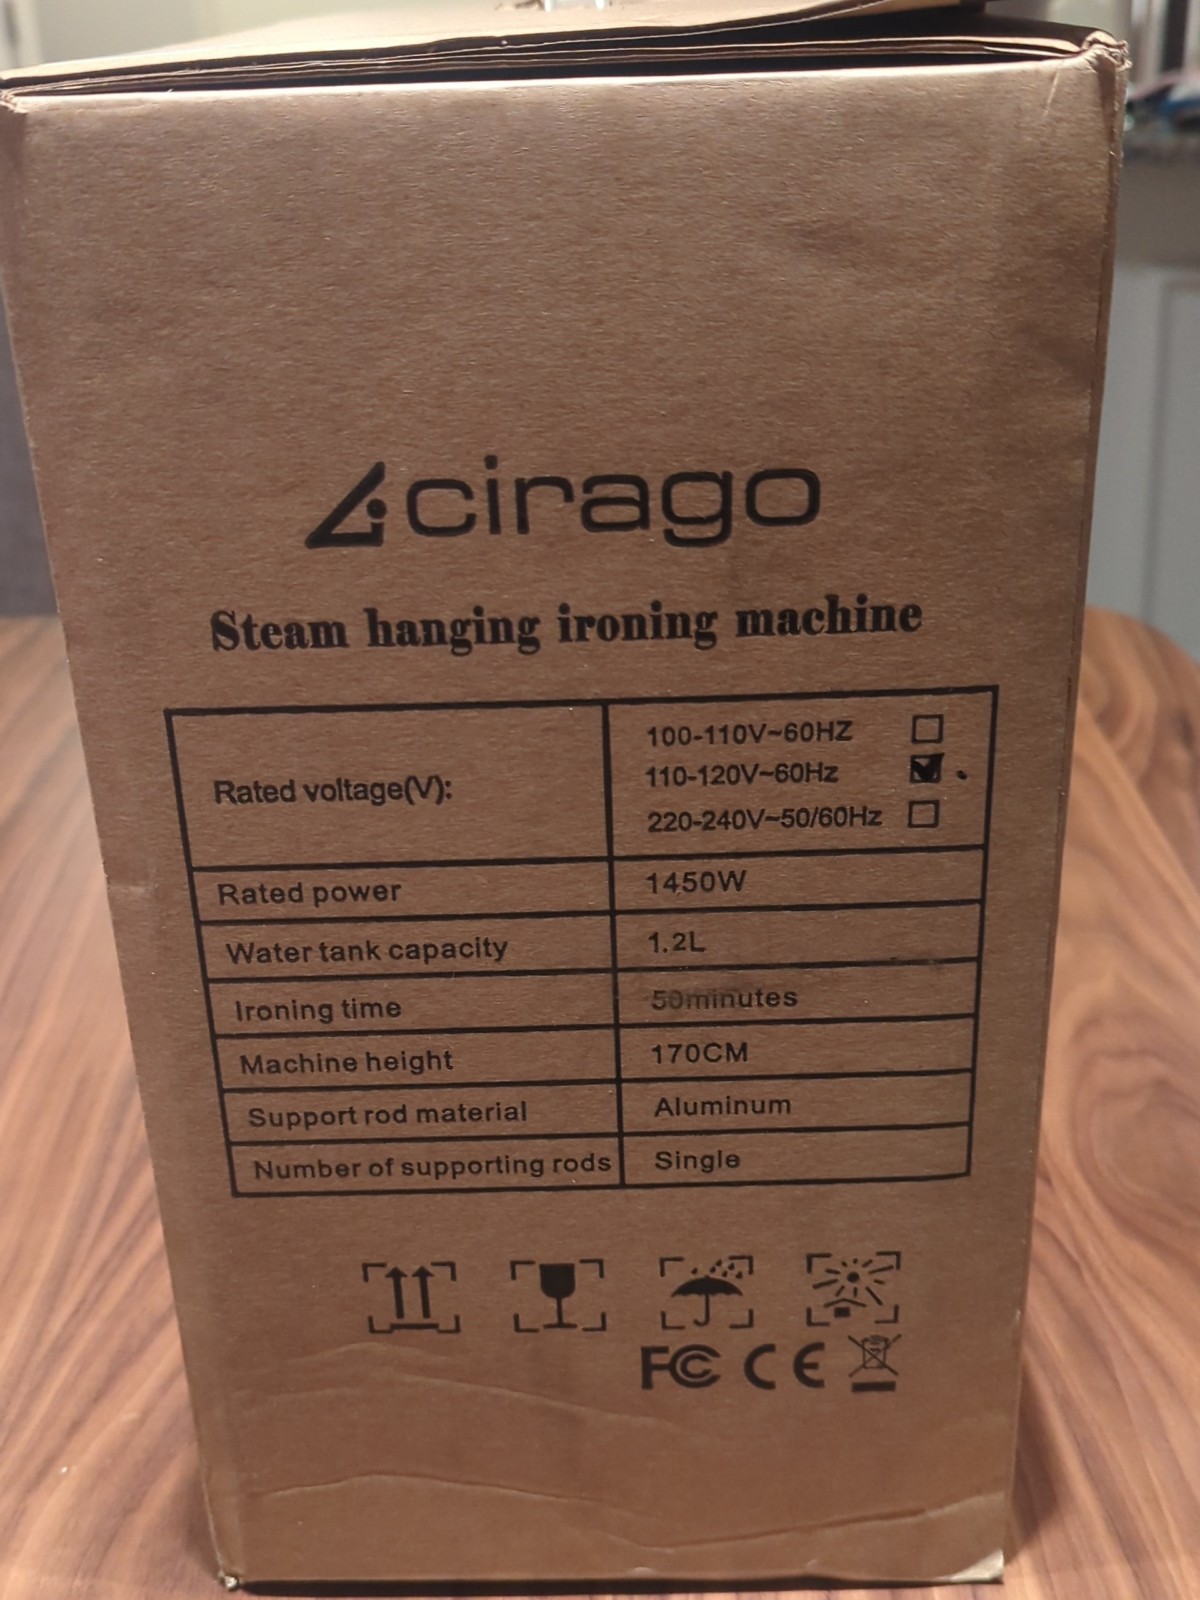 cirago
Steam hanging ironing machine
Rated voltage(V):
100-110V~60HZ
110-120V~60Hz
220-240V~50/60Hz
Rated power 1450W
Water tank capacity 1.2L
Ironing time 50minutes
Machine height 170CM
Support rod material Aluminum
Number of supporting rods Single
FC CE